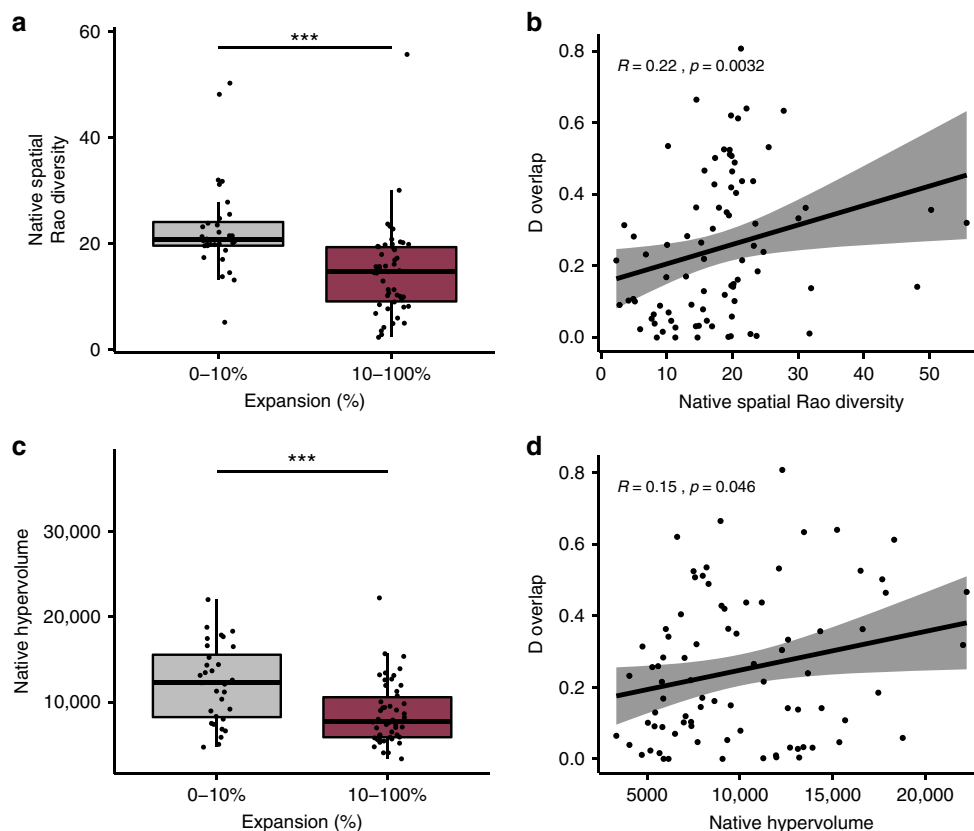 a
60
40
20
0
Native spatial
Rao diversity
***
0–10%
10–100%
Expansion (%)
b
0.8
0.6
0.4
0.2
0.0
D overlap
R = 0.22 , p = 0.0032
0
10
20
30
40
50
Native spatial Rao diversity
c
30,000
20,000
10,000
Native hypervolume
***
0–10%
10–100%
Expansion (%)
d
0.8
0.6
0.4
0.2
0.0
D overlap
R = 0.15 , p = 0.046
5000
10,000
15,000
20,000
Native hypervolume